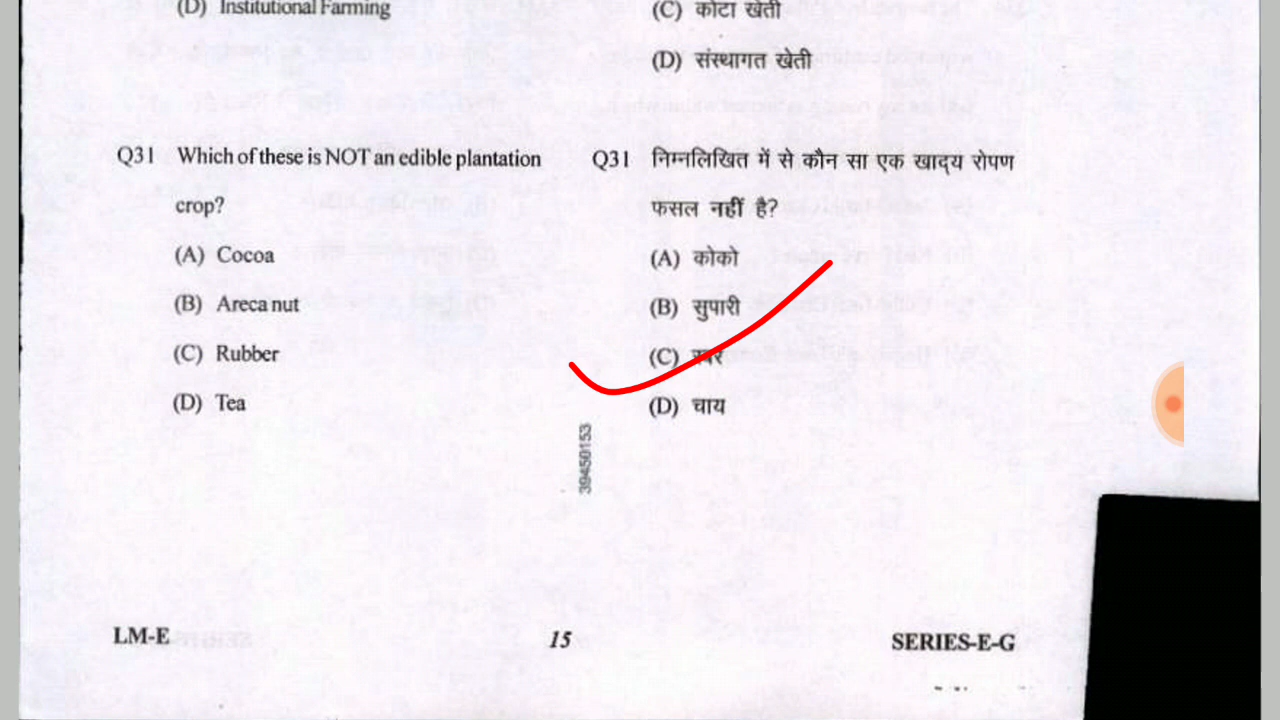 (D) Institutional Farming
(C) कोटा खेती
(D) संस्थागत खेती
Q31 Which of these is NOT an edible plantation
crop?
(A) Cocoa
(B) Areca nut
(C) Rubber
(D) Tea
Q31 निम्नलिखित में से कौन सा एक खाद्य रोपण
फसल नहीं है?
(A) कोको
(B) सुपारी
(C) रबर
(D) चाय
39450153
LM-E
15
SERIES-E-G